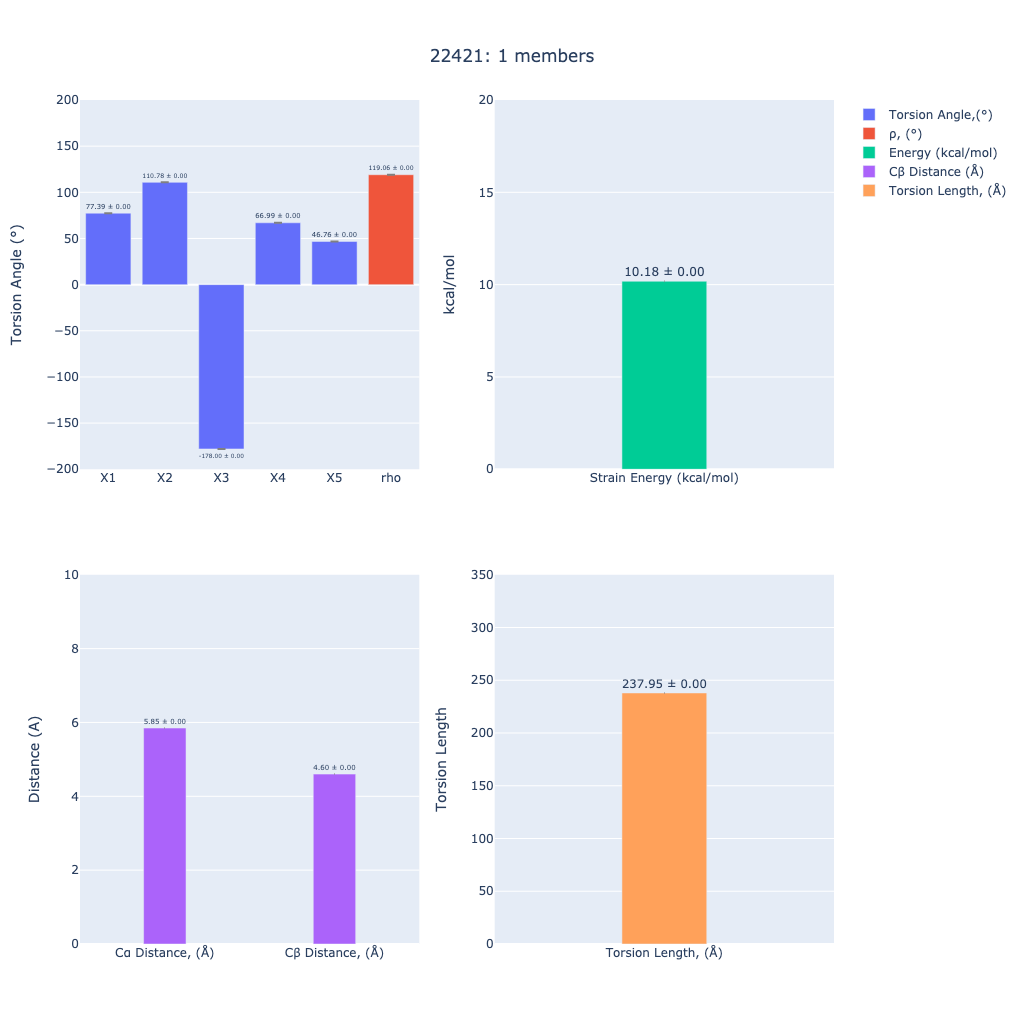 22421: 1 members
200
150
100
50
0
−50
−100
−150
−200
Torsion Angle (°)
77.39 ± 0.00
110.78 ± 0.00
-178.00 ± 0.00
66.99 ± 0.00
46.76 ± 0.00
119.06 ± 0.00
X1 X2 X3 X4 X5 rho
20
15
10
5
0
kcal/mol
10.18 ± 0.00
Strain Energy (kcal/mol)
Torsion Angle,(°)
ρ, (°)
Energy (kcal/mol)
Cβ Distance (Å)
Torsion Length, (Å)
10
8
6
4
2
0
Distance (A)
5.85 ± 0.00
4.60 ± 0.00
Cα Distance, (Å) Cβ Distance, (Å)
350
300
250
200
150
100
50
0
Torsion Length
237.95 ± 0.00
Torsion Length, (Å)